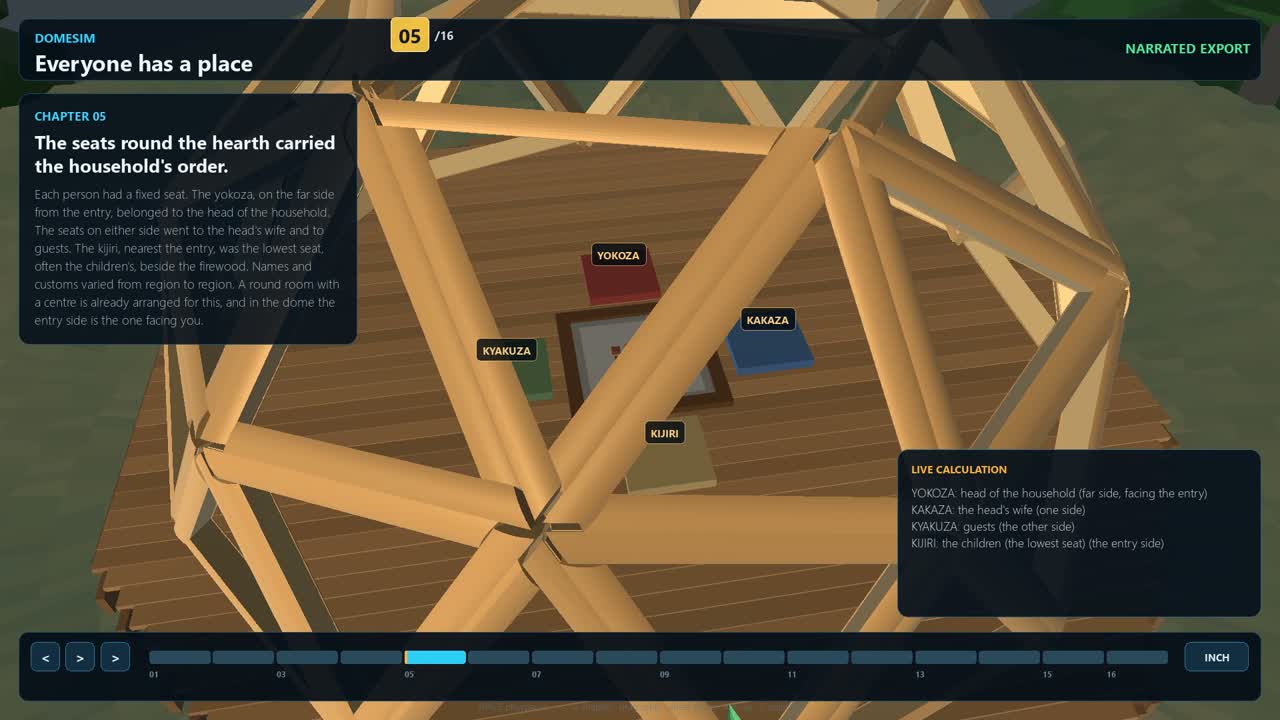 DOMESIM
Everyone has a place
05 /16
NARRATED EXPORT
CHAPTER 05
The seats round the hearth carried
the household's order.
Each person had a fixed seat. The yokoza, on the far side
from the entry, belonged to the head of the household.
The seats on either side went to the head's wife and to
guests. The kijiri, nearest the entry, was the lowest seat,
often the children's, beside the firewood. Names and
customs varied from region to region. A round room with
a centre is already arranged for this, and in the dome the
entry side is the one facing you.
YOKOZA
KAKAZA
KYAKUZA
KIJIRI
LIVE CALCULATION
YOKOZA: head of the household (far side, facing the entry)
KAKAZA: the head's wife (one side)
KYAKUZA: guests (the other side)
KIJIRI: the children (the lowest seat) (the entry side)
< > >
01 03 05 07 09 11 13 15 16
INCH